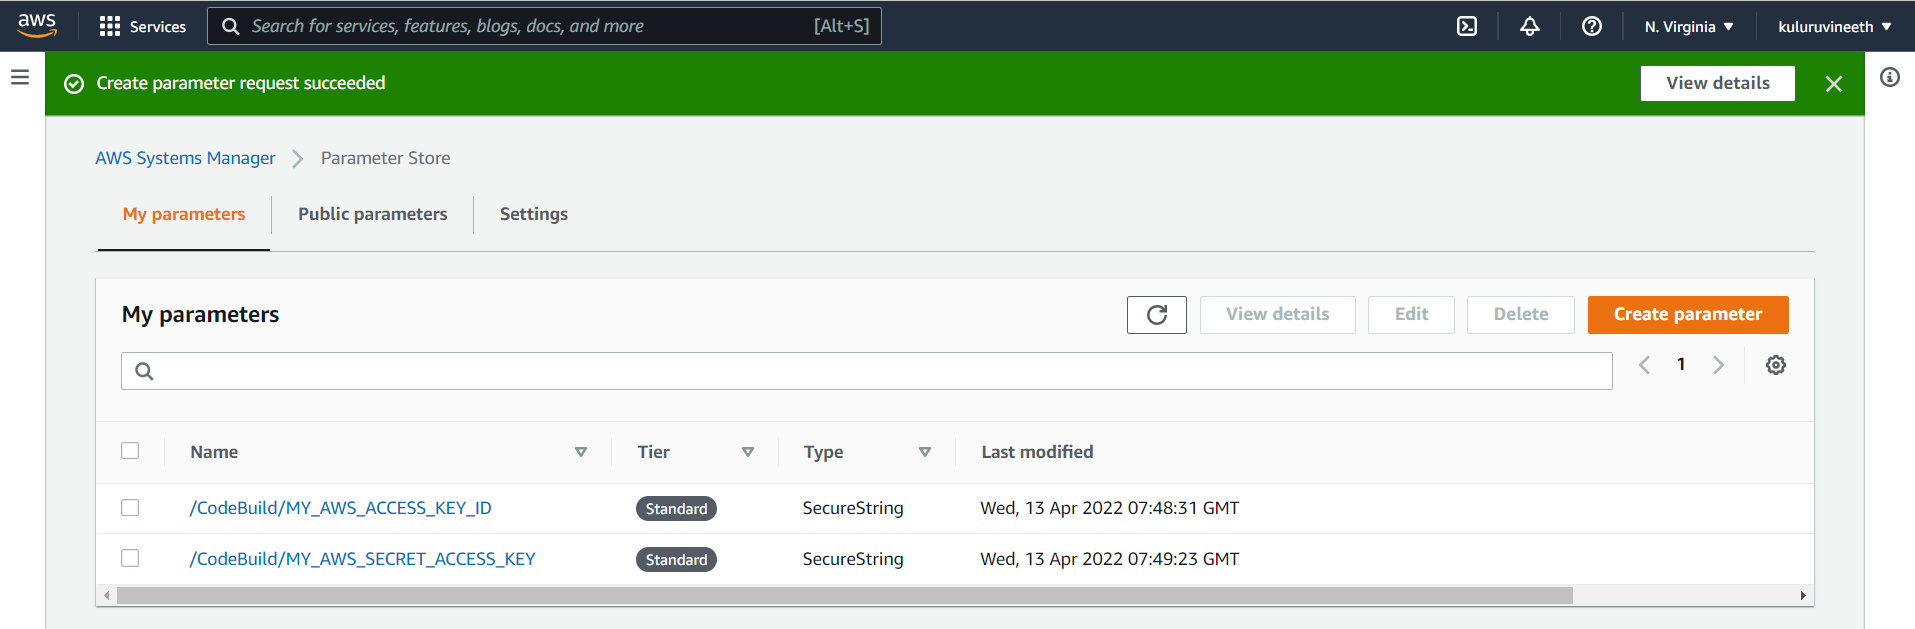 aws Services Search for services, features, blogs, docs, and more [Alt+S] N. Virginia kuluruvineeth
Create parameter request succeeded View details
AWS Systems Manager Parameter Store
My parameters Public parameters Settings
My parameters View details Edit Delete Create parameter
1
Name Tier Type Last modified
/CodeBuild/MY_AWS_ACCESS_KEY_ID Standard SecureString Wed, 13 Apr 2022 07:48:31 GMT
/CodeBuild/MY_AWS_SECRET_ACCESS_KEY Standard SecureString Wed, 13 Apr 2022 07:49:23 GMT